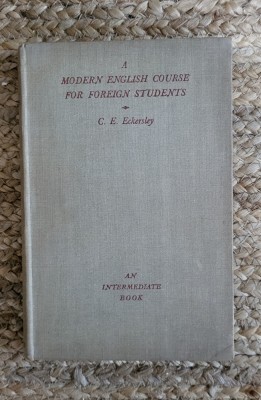 A
MODERN ENGLISH COURSE
FOR FOREIGN STUDENTS
C. E. Eckersley
AN
INTERMEDIATE
BOOK